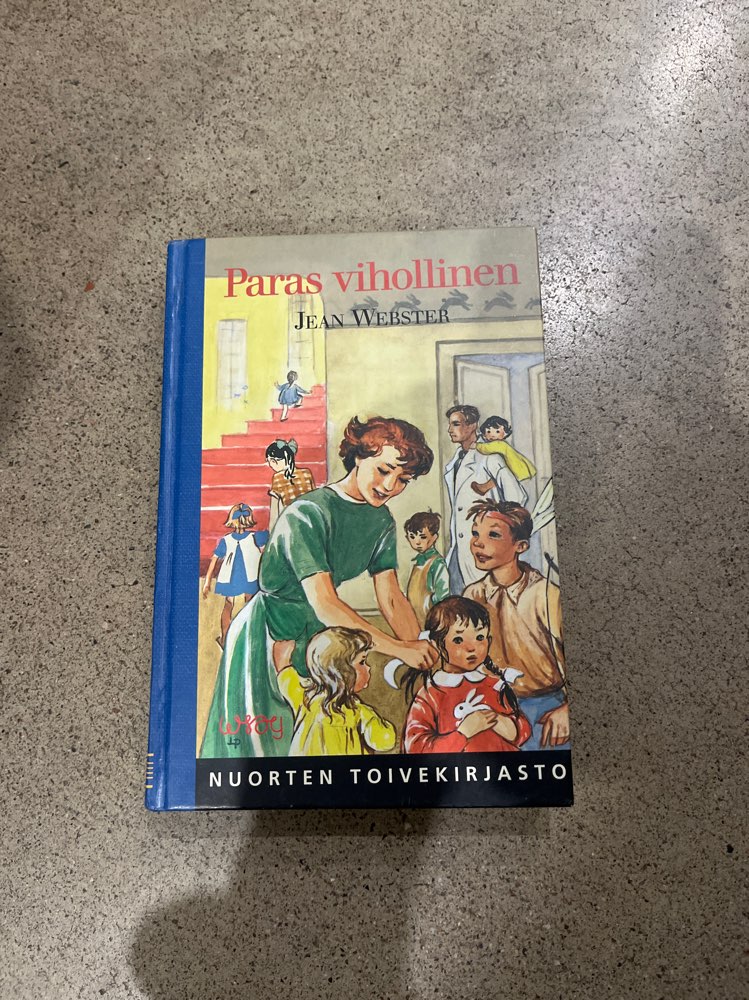 Paras vihollinen
JEAN WEBSTER
WSOY
NUORTEN TOIVEKIRJASTO